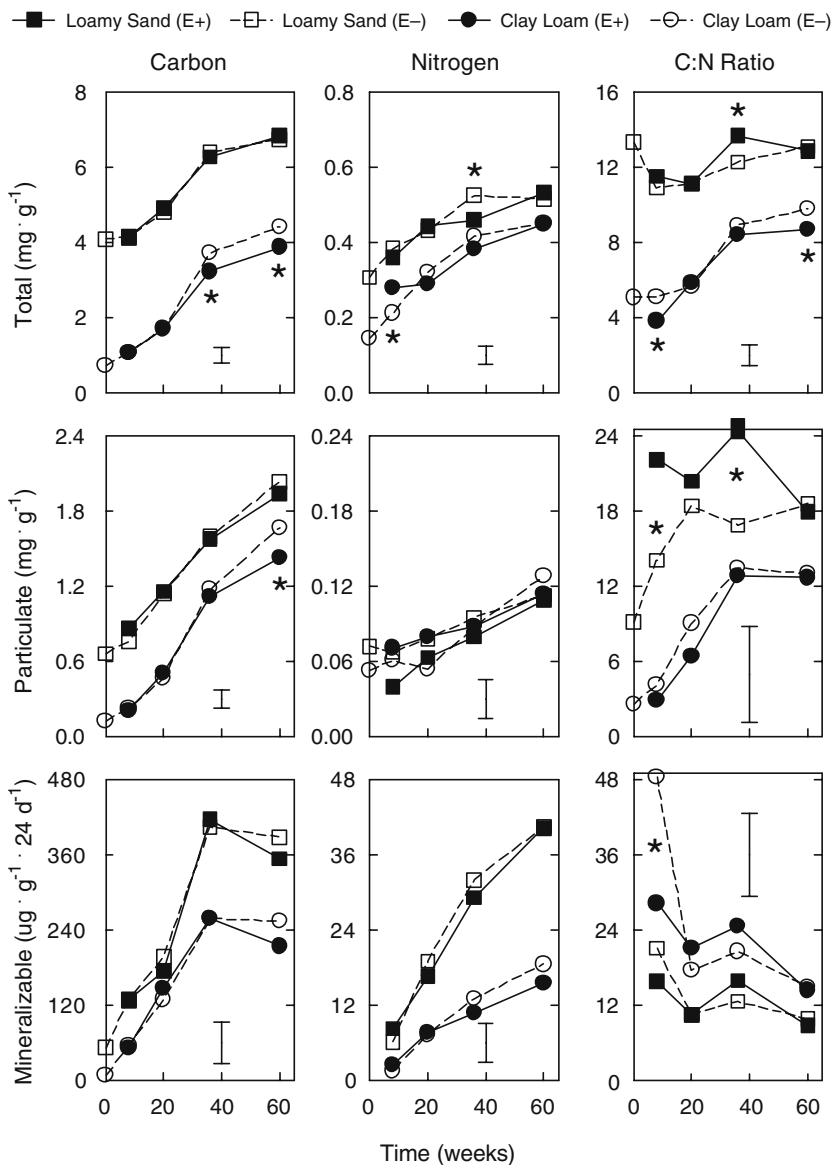 Loamy Sand (E+) Loamy Sand (E–) Clay Loam (E+) Clay Loam (E–)
Carbon Nitrogen C:N Ratio
Total (mg · g-1)
8 6 4 2 0
* *
0.8 0.6 0.4 0.2 0.0
* *
16 12 8 4 0
* * *
Particulate (mg · g-1)
2.4 1.8 1.2 0.6 0.0
*
0.24 0.18 0.12 0.06 0.00
24 18 12 6 0
* *
Mineralizable (ug · g-1 · 24 d-1)
480 360 240 120 0
48 36 24 12 0
48 36 24 12 0
*
0 20 40 60 0 20 40 60 0 20 40 60
Time (weeks)